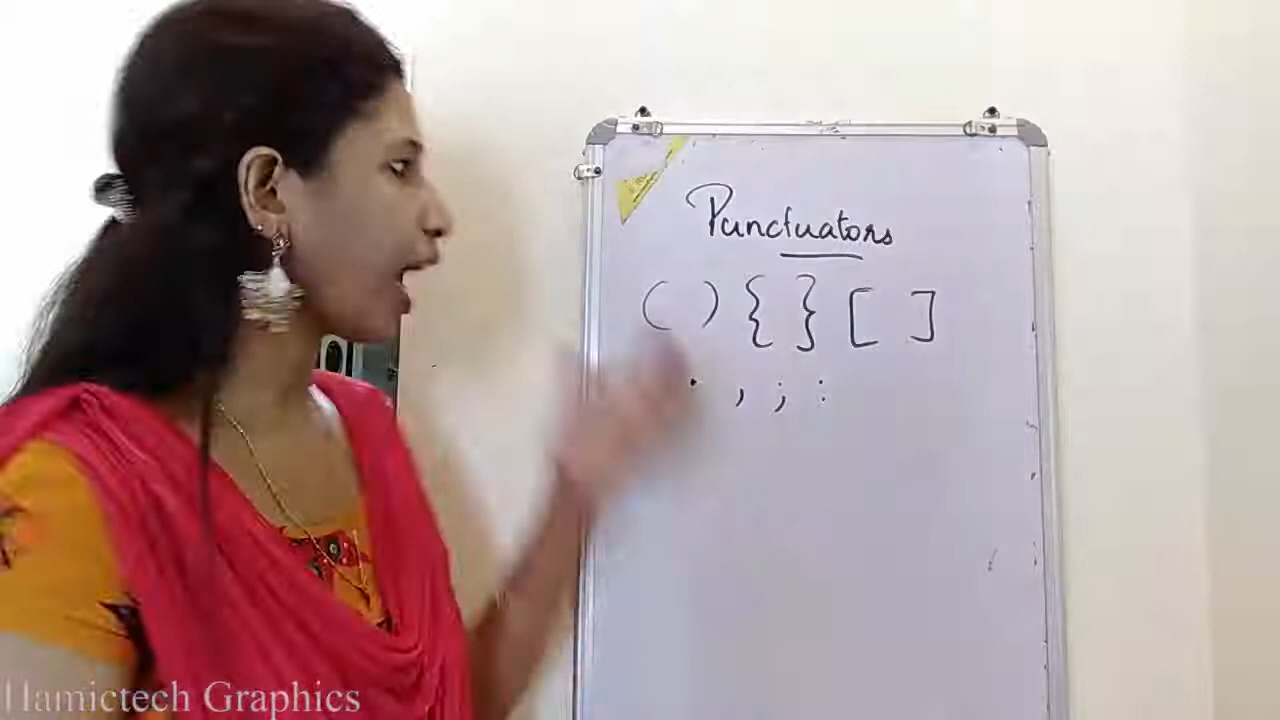 Punctuators
( ) { } [ ]
. , ; :
Hamictech Graphics